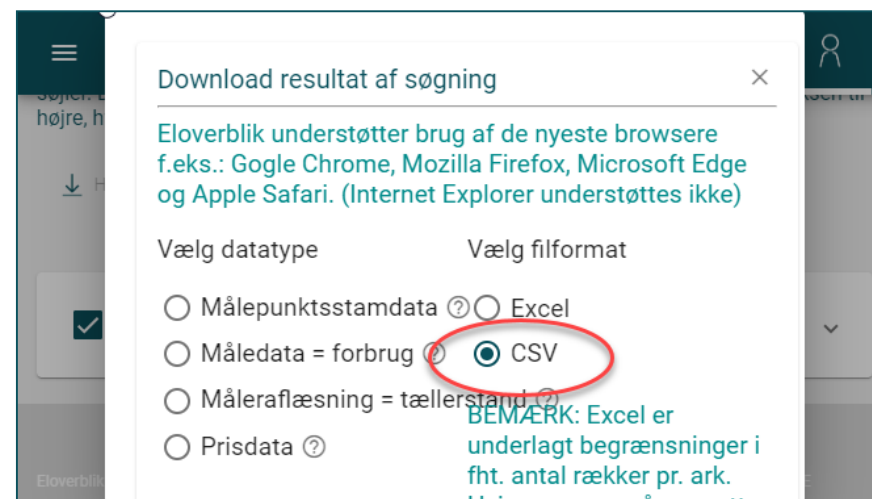 Download resultat af søgning
højre, h
Eloverblik understøtter brug af de nyeste browsere
f.eks.: Gogle Chrome, Mozilla Firefox, Microsoft Edge
og Apple Safari. (Internet Explorer understøttes ikke)
H
Vælg datatype
Vælg filformat
Målepunktsstamdata
Excel
Måledata = forbrug
CSV
Måleraflæsning = tællerstand
Prisdata
BEMÆRK: Excel er
underlagt begrænsninger i
fht. antal rækker pr. ark.
Eloverblik